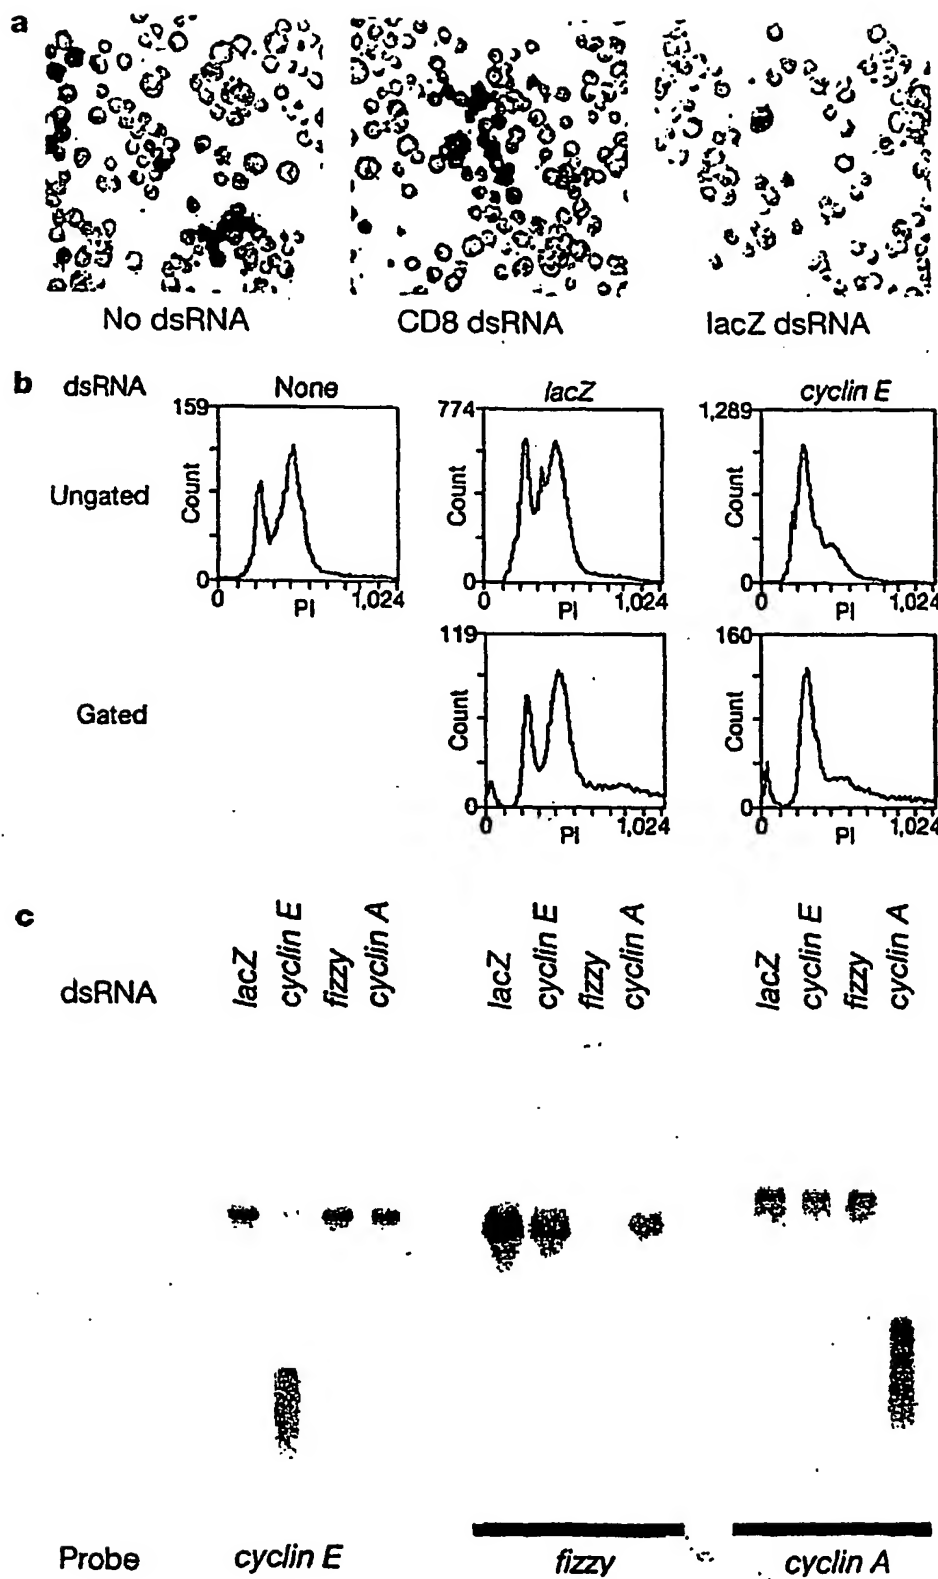 a
No dsRNA CD8 dsRNA lacZ dsRNA
b dsRNA None lacZ cyclin E
159 774 1,289
Ungated Count Count Count
0 0 0
0 PI 1,024 0 PI 1,024 0 PI 1,024
119 160
Gated Count Count
0 0
0 PI 1,024 0 PI 1,024
c
dsRNA lacZ cyclin E fizzy cyclin A lacZ cyclin E fizzy cyclin A lacZ cyclin E fizzy cyclin A
Probe cyclin E fizzy cyclin A